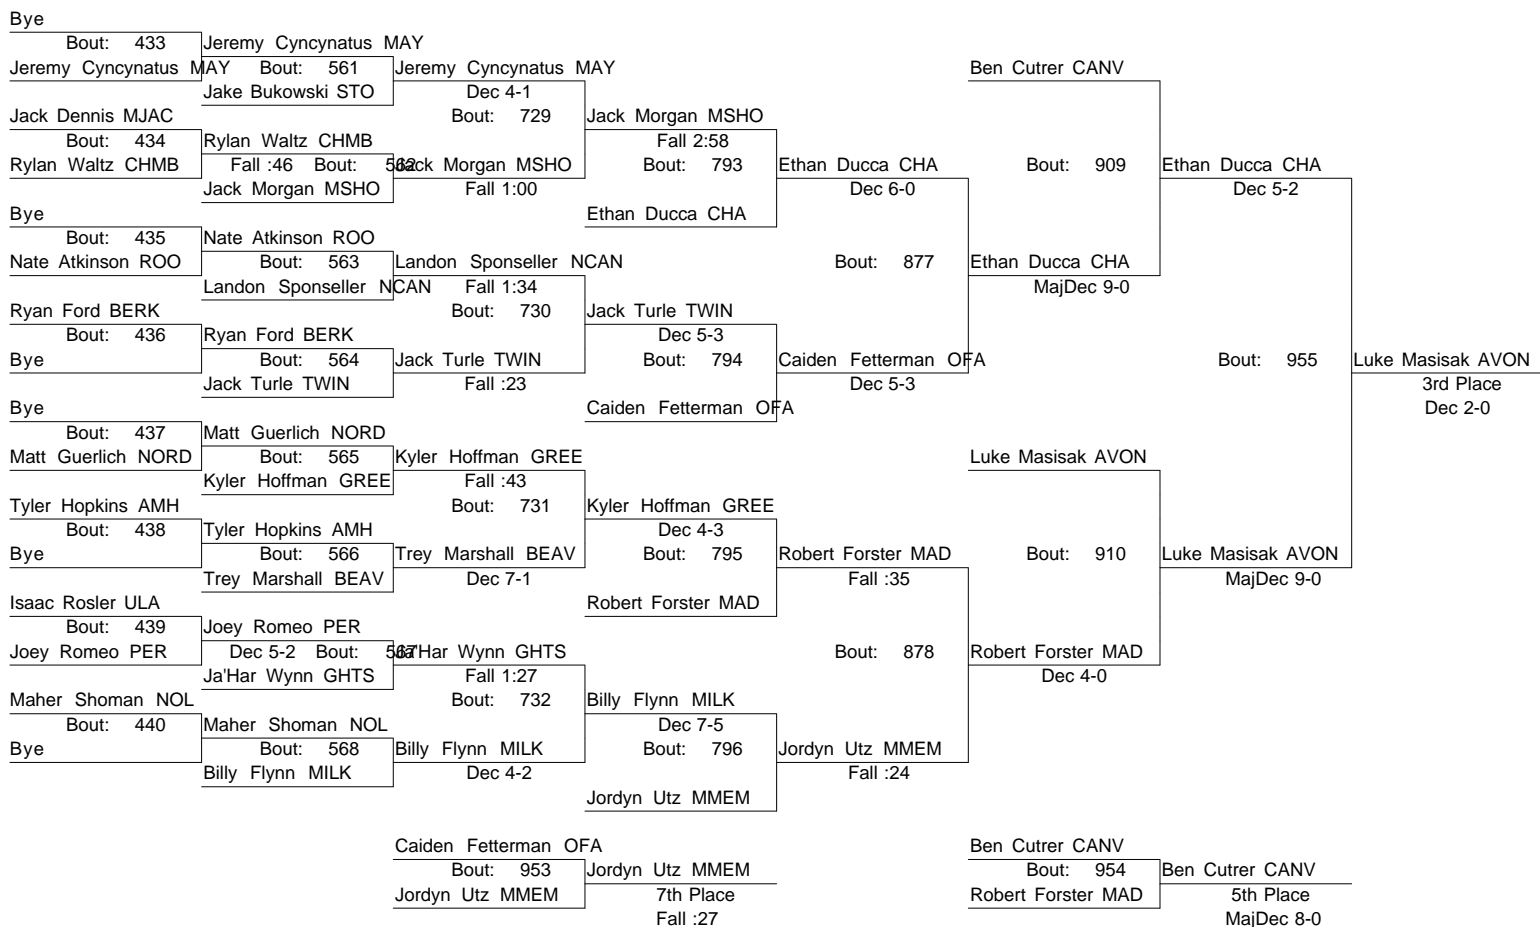 Bye
Bout: 433 Jeremy Cyncynatus MAY
Jeremy Cyncynatus MAY Bout: 561 Jeremy Cyncynatus MAY Ben Cutrer CANV
Jake Bukowski STO Dec 4-1
Jack Dennis MJAC Bout: 729 Jack Morgan MSHO
Bout: 434 Rylan Waltz CHMB Fall 2:58
Rylan Waltz CHMB Fall :46 Bout: 562 Jack Morgan MSHO Bout: 793 Ethan Ducca CHA Bout: 909 Ethan Ducca CHA
Jack Morgan MSHO Fall 1:00 Dec 6-0 Dec 5-2
Bye Ethan Ducca CHA
Bout: 435 Nate Atkinson ROO
Nate Atkinson ROO Bout: 563 Landon Sponseller NCAN Bout: 877 Ethan Ducca CHA
Landon Sponseller NCAN Fall 1:34 MajDec 9-0
Ryan Ford BERK Bout: 730 Jack Turle TWIN
Bout: 436 Ryan Ford BERK Dec 5-3
Bye Bout: 564 Jack Turle TWIN Bout: 794 Caiden Fetterman OFA Bout: 955 Luke Masisak AVON
Jack Turle TWIN Fall :23 Dec 5-3 3rd Place
Bye Caiden Fetterman OFA Dec 2-0
Bout: 437 Matt Guerlich NORD
Matt Guerlich NORD Bout: 565 Kyler Hoffman GREE Luke Masisak AVON
Kyler Hoffman GREE Fall :43
Tyler Hopkins AMH Bout: 731 Kyler Hoffman GREE
Bout: 438 Tyler Hopkins AMH Dec 4-3
Bye Bout: 566 Trey Marshall BEAV Bout: 795 Robert Forster MAD Bout: 910 Luke Masisak AVON
Trey Marshall BEAV Dec 7-1 Fall :35 MajDec 9-0
Isaac Rosler ULA Robert Forster MAD
Bout: 439 Joey Romeo PER
Joey Romeo PER Dec 5-2 Bout: 567 Ja'Har Wynn GHTS Bout: 878 Robert Forster MAD
Ja'Har Wynn GHTS Fall 1:27 Dec 4-0
Maher Shoman NOL Bout: 732 Billy Flynn MILK
Bout: 440 Maher Shoman NOL Dec 7-5
Bye Bout: 568 Billy Flynn MILK Bout: 796 Jordyn Utz MMEM
Billy Flynn MILK Dec 4-2 Fall :24
Jordyn Utz MMEM
Caiden Fetterman OFA Ben Cutrer CANV
Bout: 953 Jordyn Utz MMEM Bout: 954 Ben Cutrer CANV
Jordyn Utz MMEM 7th Place Robert Forster MAD 5th Place
Fall :27 MajDec 8-0